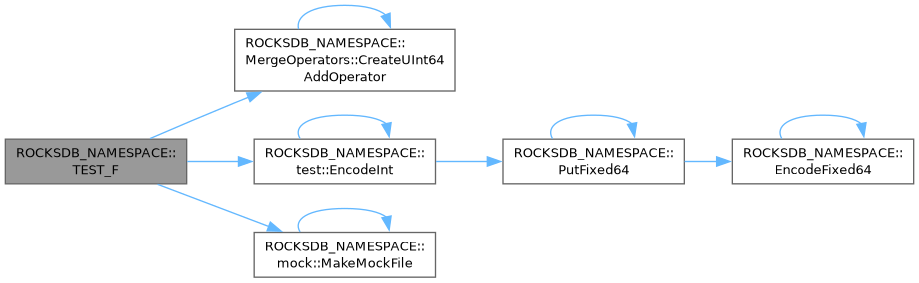 ROCKSDB_NAMESPACE::
MergeOperators::CreateUInt64
AddOperator
ROCKSDB_NAMESPACE::
TEST_F
ROCKSDB_NAMESPACE::
test::EncodeInt
ROCKSDB_NAMESPACE::
PutFixed64
ROCKSDB_NAMESPACE::
EncodeFixed64
ROCKSDB_NAMESPACE::
mock::MakeMockFile